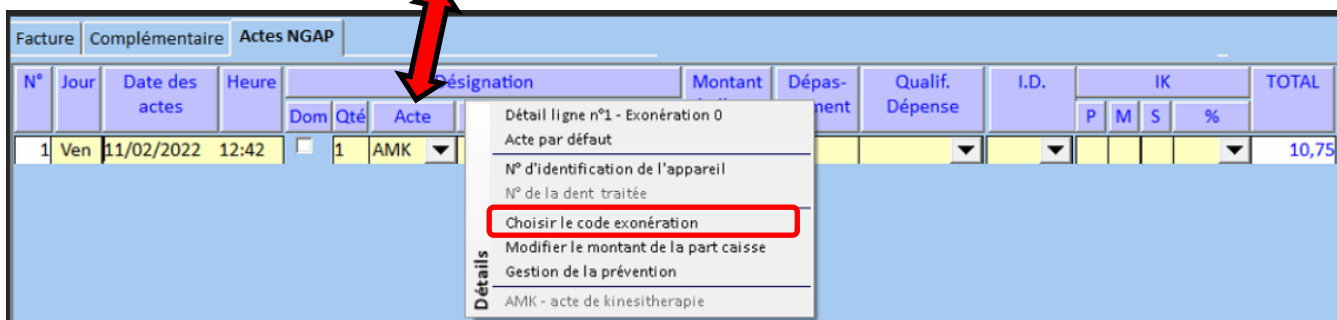 Facture Complémentaire Actes NGAP
N° Jour Date des actes Heure Désignation Montant Dépas- Qualif. Dépense I.D. IK TOTAL
Dom Qté Acte P M S %
1 Ven 11/02/2022 12:42 1 AMK 10,75
Détail ligne n°1 - Exonération 0
Acte par défaut
N° d'identification de l'appareil
N° de la dent traitée
Choisir le code exonération
Modifier le montant de la part caisse
Gestion de la prévention
AMK - acte de kinesitherapie
Détails